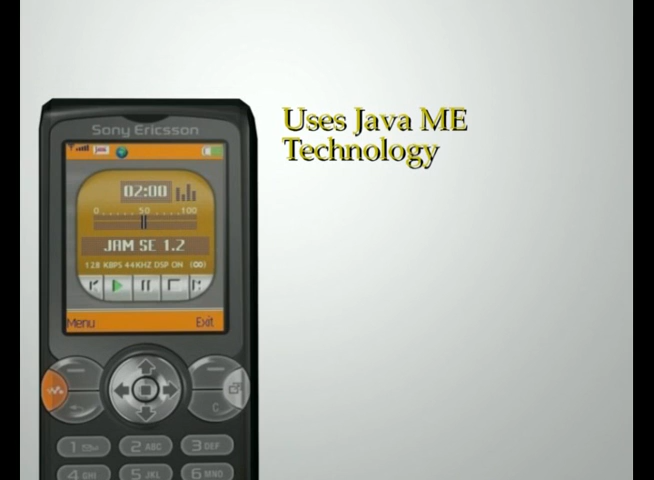 Uses Java ME
Technology
Sony Ericsson
02:00
0 50 100
JAM SE 1.2
128 KBPS 44KHZ DSP ON (OO)
Menu Exit
C
1 2 ABC 3 DEF
4 GHI 5 JKL 6 MNO